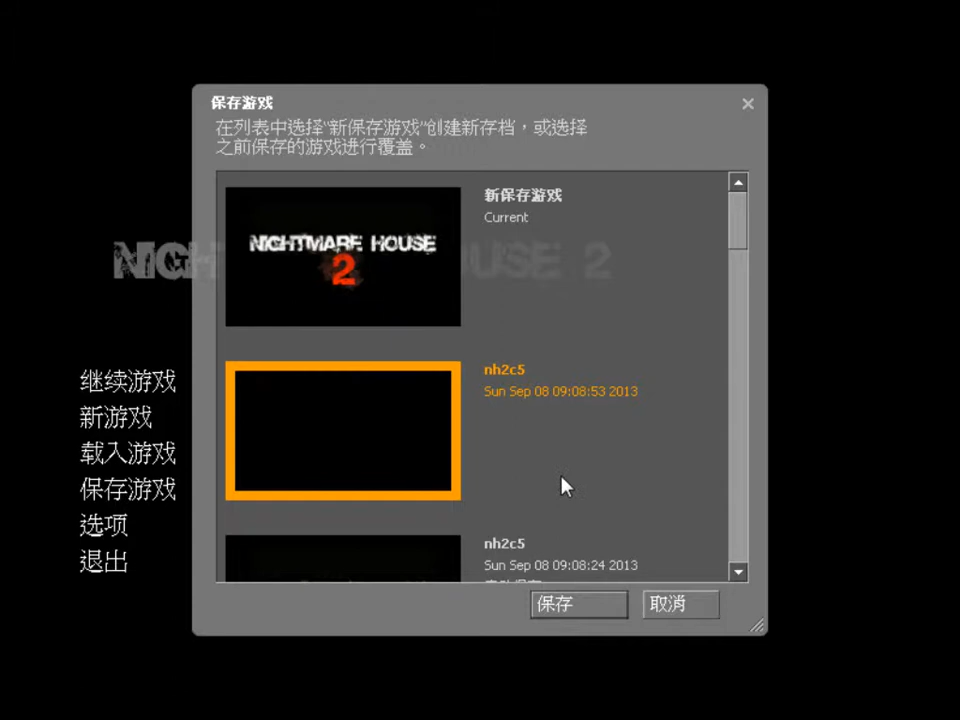 保存游戏
在列表中选择"新保存游戏"创建新存档，或选择
之前保存的游戏进行覆盖。
新保存游戏
Current
NIGHTMARE HOUSE
2
NIGHTMARE HOUSE 2
nh2c5
Sun Sep 08 09:08:53 2013
继续游戏
新游戏
载入游戏
保存游戏
选项
退出
nh2c5
Sun Sep 08 09:08:24 2013
保存
取消